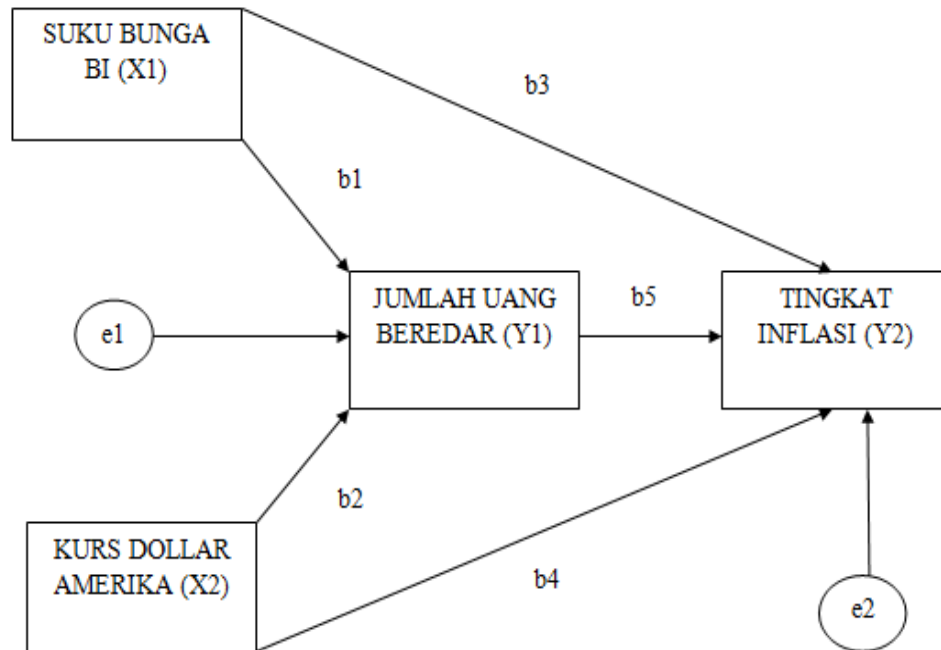 SUKU BUNGA
BI (X1)
b3
b1
JUMLAH UANG
BEREDAR (Y1)
b5
TINGKAT
INFLASI (Y2)
e1
b2
KURS DOLLAR
AMERIKA (X2)
b4
e2